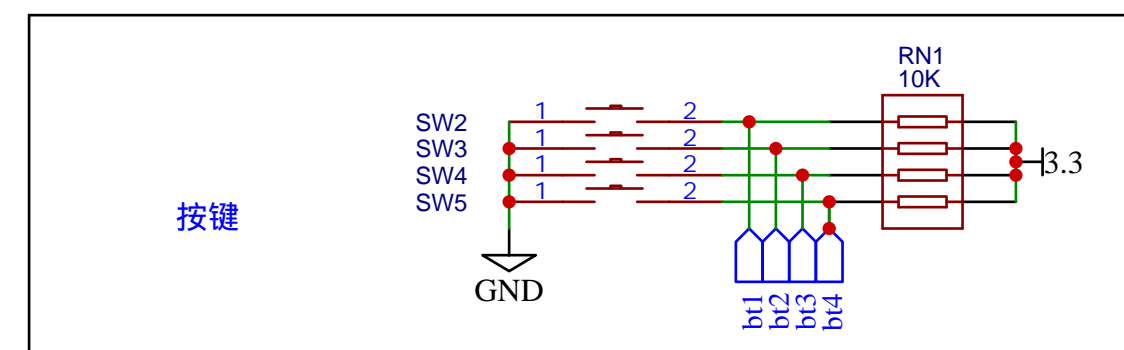 RN1
10K
SW2 1 2
SW3 1 2
SW4 1 2
SW5 1 2
3.3
按键
GND
bt1
bt2
bt3
bt4